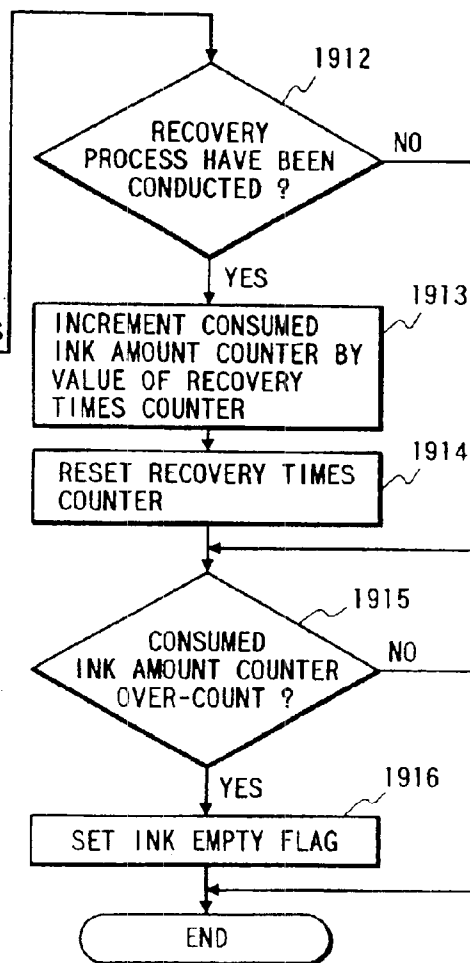 1912
RECOVERY
PROCESS HAVE BEEN
CONDUCTED ?
NO
YES
1913
S
INCREMENT CONSUMED
INK AMOUNT COUNTER BY
VALUE OF RECOVERY
TIMES COUNTER
1914
RESET RECOVERY TIMES
COUNTER
1915
CONSUMED
INK AMOUNT COUNTER
OVER-COUNT ?
NO
YES
1916
SET INK EMPTY FLAG
END